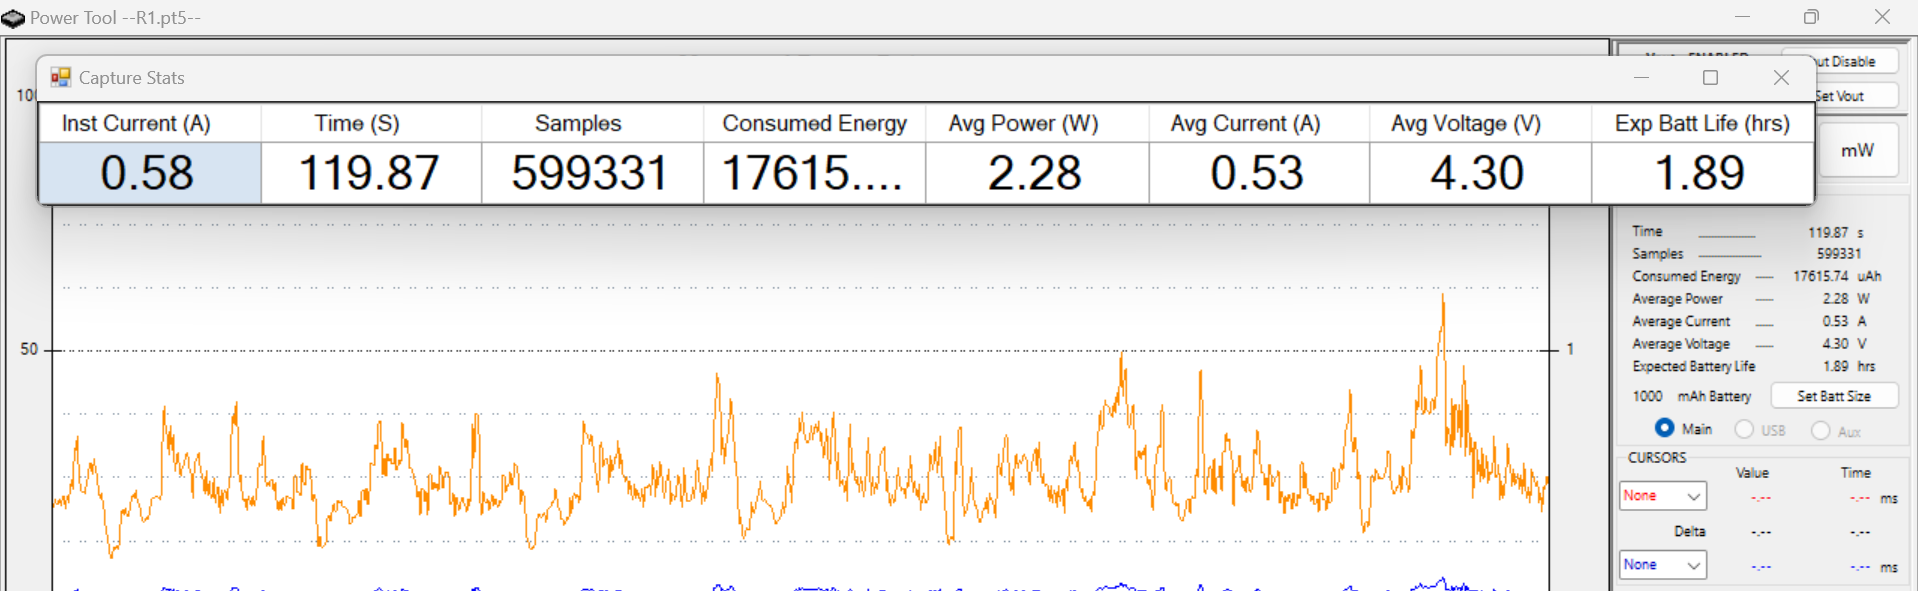 Power Tool --R1.pt5--
Capture Stats
Inst Current (A) Time (S) Samples Consumed Energy Avg Power (W) Avg Current (A) Avg Voltage (V) Exp Batt Life (hrs)
0.58 119.87 599331 17615.... 2.28 0.53 4.30 1.89
ut Disable
Set Vout
mW
50
1
Time 119.87 s
Samples 599331
Consumed Energy 17615.74 uAh
Average Power 2.28 W
Average Current 0.53 A
Average Voltage 4.30 V
Expected Battery Life 1.89 hrs
1000 mAh Battery Set Batt Size
Main USB Aux
CURSORS
Value Time
None -.-- -.-- ms
Delta -.-- -.--
None -.-- -.-- ms